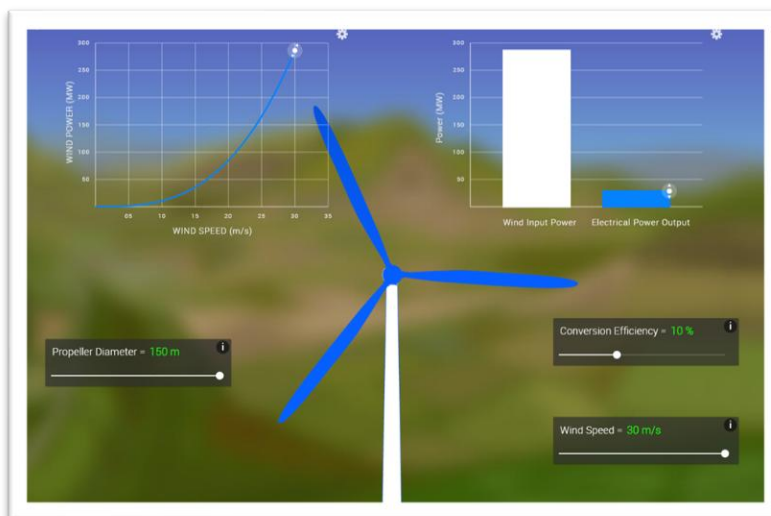 300
250
200
150
100
50
WIND POWER (MW)
05 10 15 20 25 30 35
WIND SPEED (m/s)
300
250
200
150
100
50
Power (MW)
Wind Input Power Electrical Power Output
Propeller Diameter = 150 m
i
Conversion Efficiency = 10 %
i
Wind Speed = 30 m/s
i